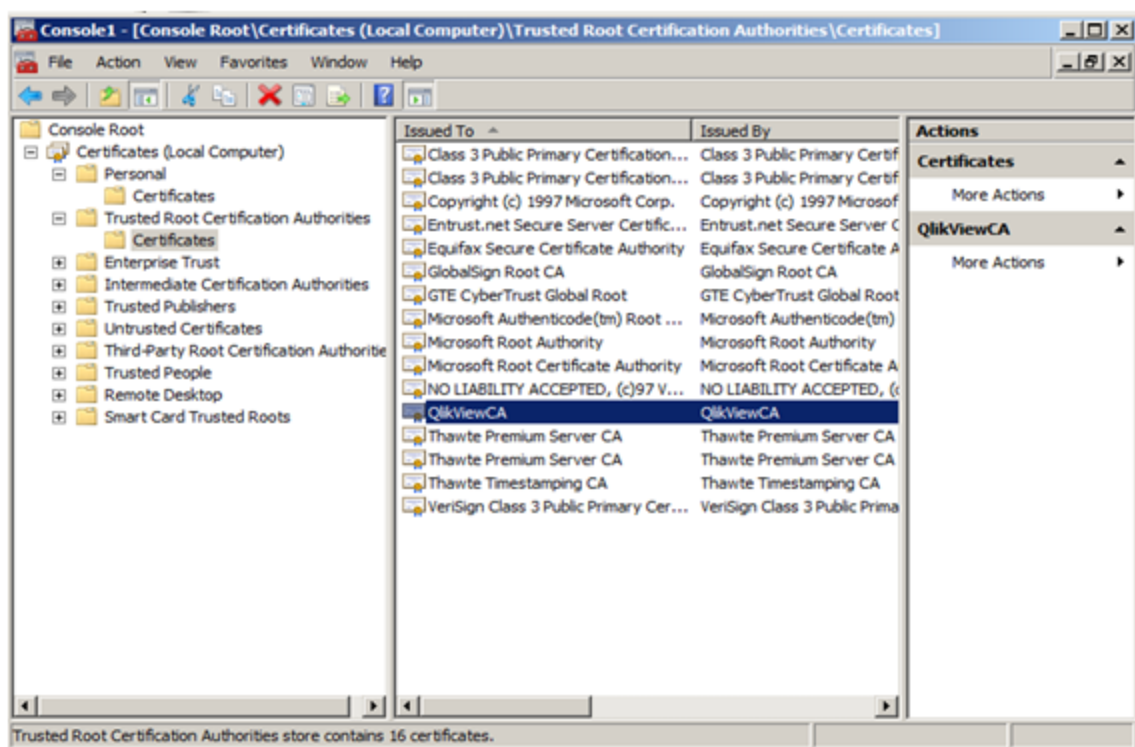 Console1 - [Console Root\Certificates (Local Computer)\Trusted Root Certification Authorities\Certificates]
File Action View Favorites Window Help
Console Root
Certificates (Local Computer)
Personal
Certificates
Trusted Root Certification Authorities
Certificates
Enterprise Trust
Intermediate Certification Authorities
Trusted Publishers
Untrusted Certificates
Third-Party Root Certification Authoritie
Trusted People
Remote Desktop
Smart Card Trusted Roots
Issued To Issued By
Class 3 Public Primary Certification... Class 3 Public Primary Certif
Class 3 Public Primary Certification... Class 3 Public Primary Certif
Copyright (c) 1997 Microsoft Corp. Copyright (c) 1997 Microsof
Entrust.net Secure Server Certific... Entrust.net Secure Server C
Equifax Secure Certificate Authority Equifax Secure Certificate A
GlobalSign Root CA GlobalSign Root CA
GTE CyberTrust Global Root GTE CyberTrust Global Root
Microsoft Authenticode(tm) Root ... Microsoft Authenticode(tm)
Microsoft Root Authority Microsoft Root Authority
Microsoft Root Certificate Authority Microsoft Root Certificate A
NO LIABILITY ACCEPTED, (c)97 V... NO LIABILITY ACCEPTED, (c
QlikViewCA QlikViewCA
Thawte Premium Server CA Thawte Premium Server CA
Thawte Premium Server CA Thawte Premium Server CA
Thawte Timestamping CA Thawte Timestamping CA
VeriSign Class 3 Public Primary Cer... VeriSign Class 3 Public Prima
Actions
Certificates
More Actions
QlikViewCA
More Actions
Trusted Root Certification Authorities store contains 16 certificates.